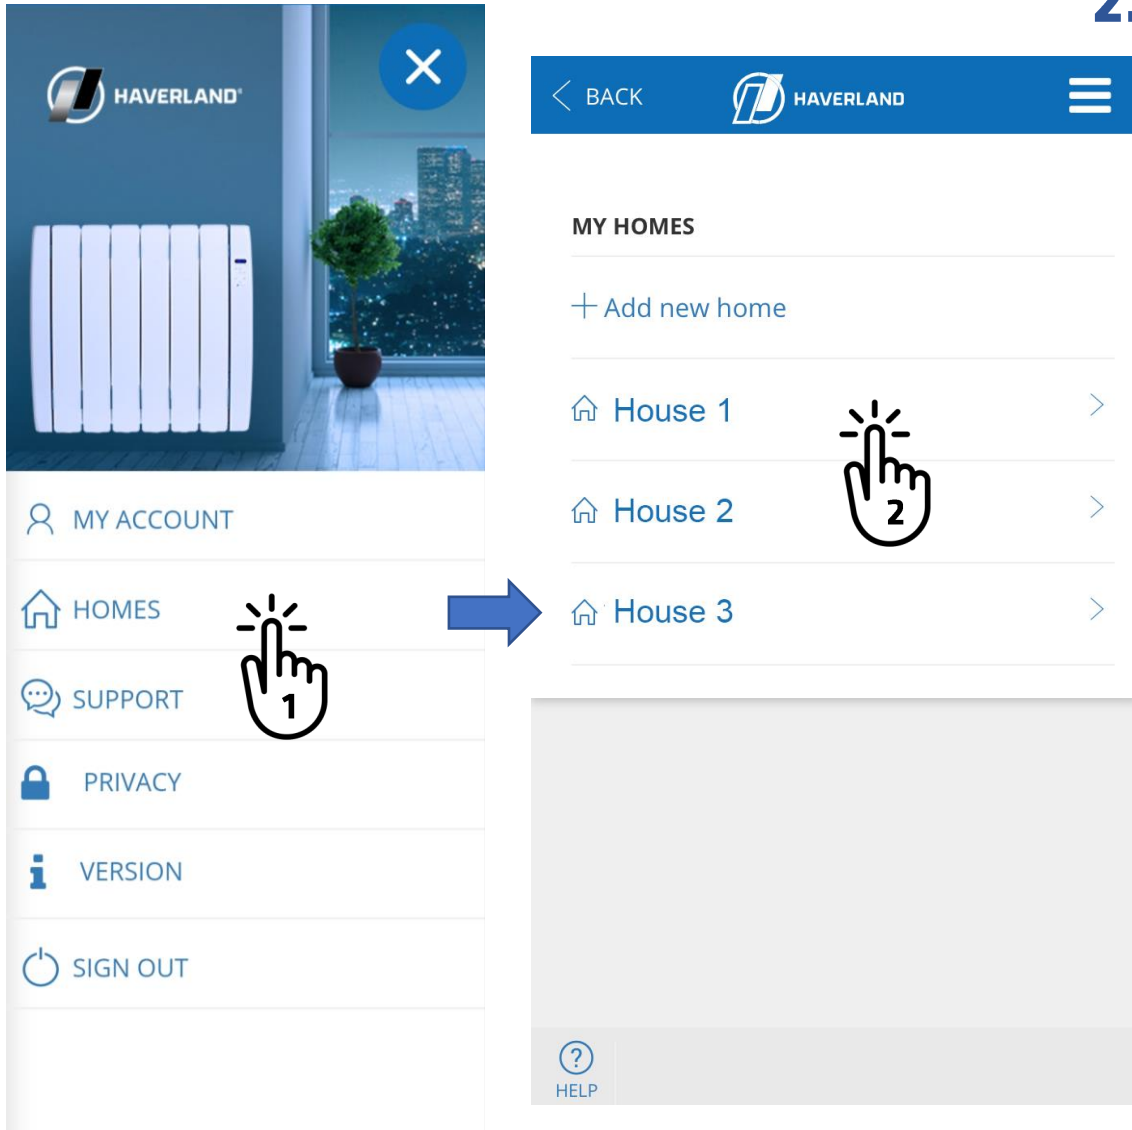 2.
HAVERLAND
MY ACCOUNT
HOMES
1
SUPPORT
PRIVACY
VERSION
SIGN OUT
BACK
HAVERLAND
MY HOMES
Add new home
House 1
House 2
2
House 3
?
HELP